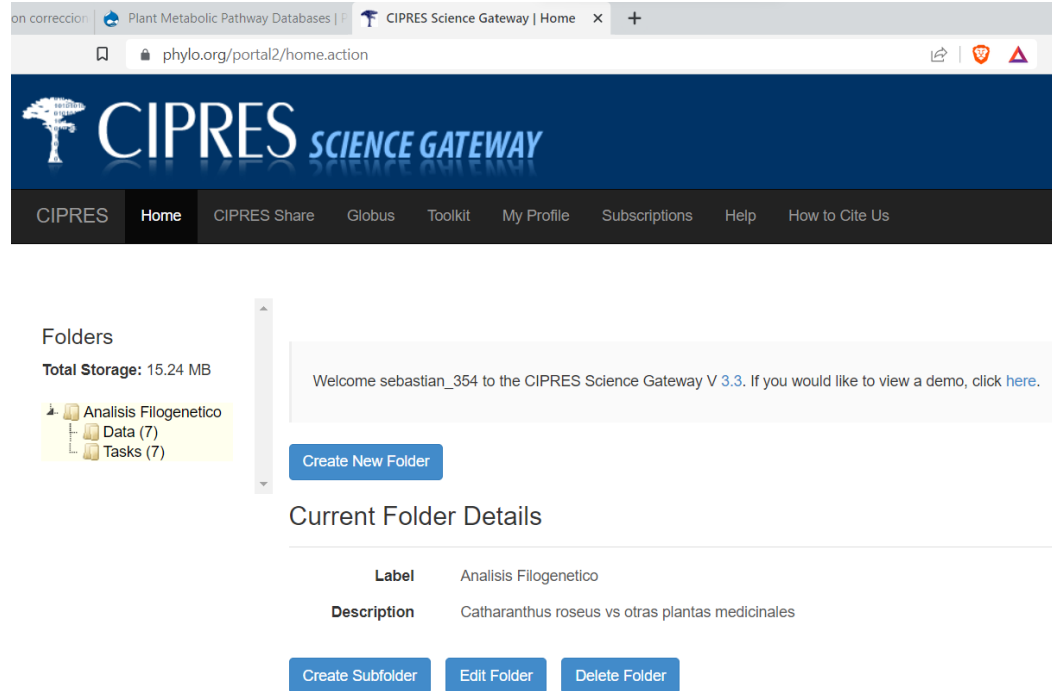 on correccion
Plant Metabolic Pathway Databases | P
CIPRES Science Gateway | Home
phylo.org/portal2/home.action
CIPRES SCIENCE GATEWAY
CIPRES Home CIPRES Share Globus Toolkit My Profile Subscriptions Help How to Cite Us
Folders
Total Storage: 15.24 MB
Analisis Filogenetico
Data (7)
Tasks (7)
Welcome sebastian_354 to the CIPRES Science Gateway V 3.3. If you would like to view a demo, click here.
Create New Folder
Current Folder Details
Label Analisis Filogenetico
Description Catharanthus roseus vs otras plantas medicinales
Create Subfolder Edit Folder Delete Folder